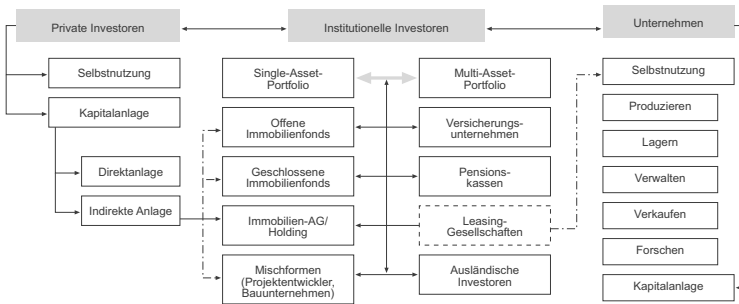 Private Investoren
Institutionelle Investoren
Unternehmen
Selbstnutzung
Kapitalanlage
Direktanlage
Indirekte Anlage
Single-Asset-
Portfolio
Offene
Immobilienfonds
Geschlossene
Immobilienfonds
Immobilien-AG/
Holding
Mischformen
(Projektentwickler,
Bauunternehmen)
Multi-Asset-
Portfolio
Versicherungs-
unternehmen
Pensions-
kassen
Leasing-
Gesellschaften
Ausländische
Investoren
Selbstnutzung
Produzieren
Lagern
Verwalten
Verkaufen
Forschen
Kapitalanlage